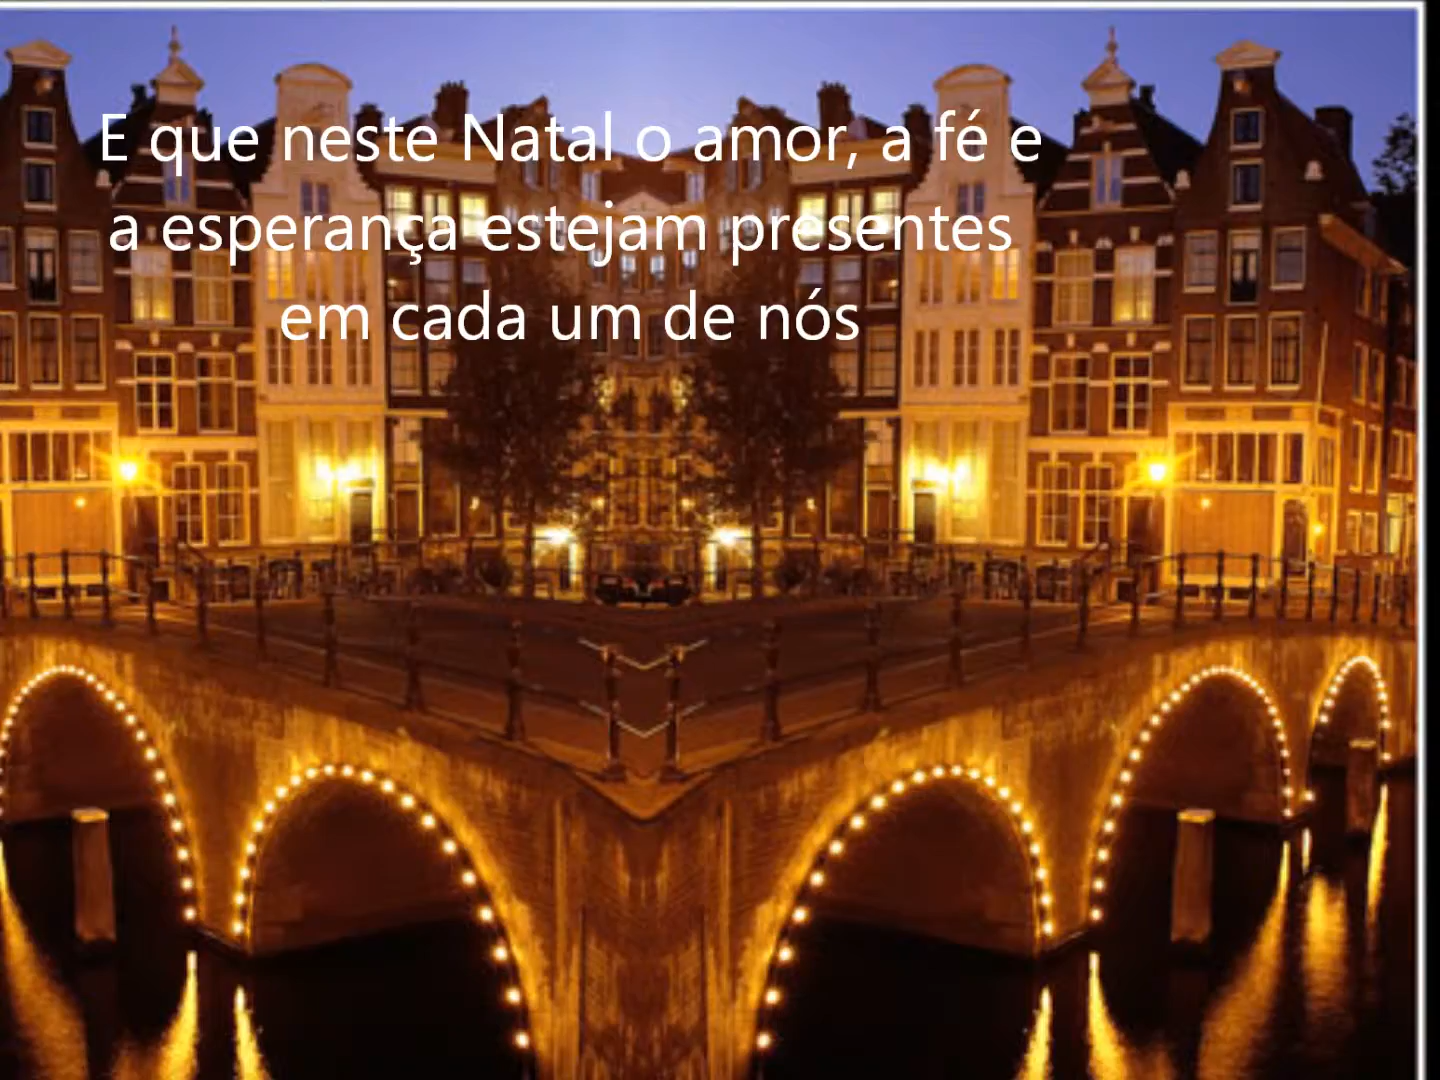 E que neste Natal o amor, a fé e
a esperança estejam presentes
em cada um de nós